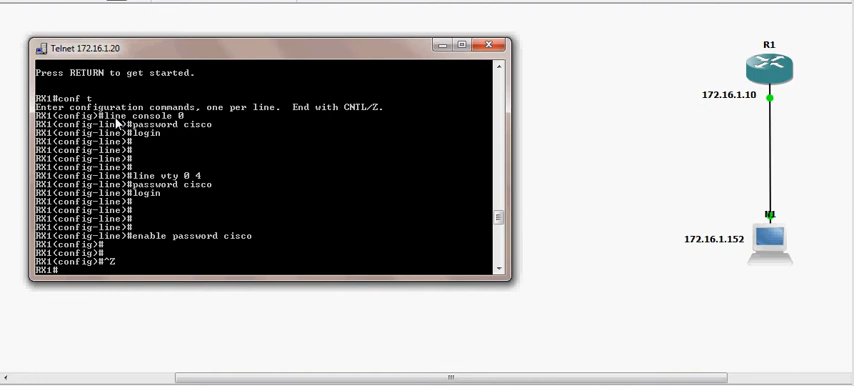 Telnet 172.16.1.20
Press RETURN to get started.
RX1#conf t
Enter configuration commands, one per line.  End with CNTL/Z.
RX1(config)#line console 0
RX1(config-line)#password cisco
RX1(config-line)#login
RX1(config-line)#
RX1(config-line)#
RX1(config-line)#
RX1(config-line)#
RX1(config-line)#line vty 0 4
RX1(config-line)#password cisco
RX1(config-line)#login
RX1(config-line)#
RX1(config-line)#
RX1(config-line)#
RX1(config-line)#enable password cisco
RX1(config)#
RX1(config)#
RX1(config)#^Z
RX1#
R1
172.16.1.10
172.16.1.152